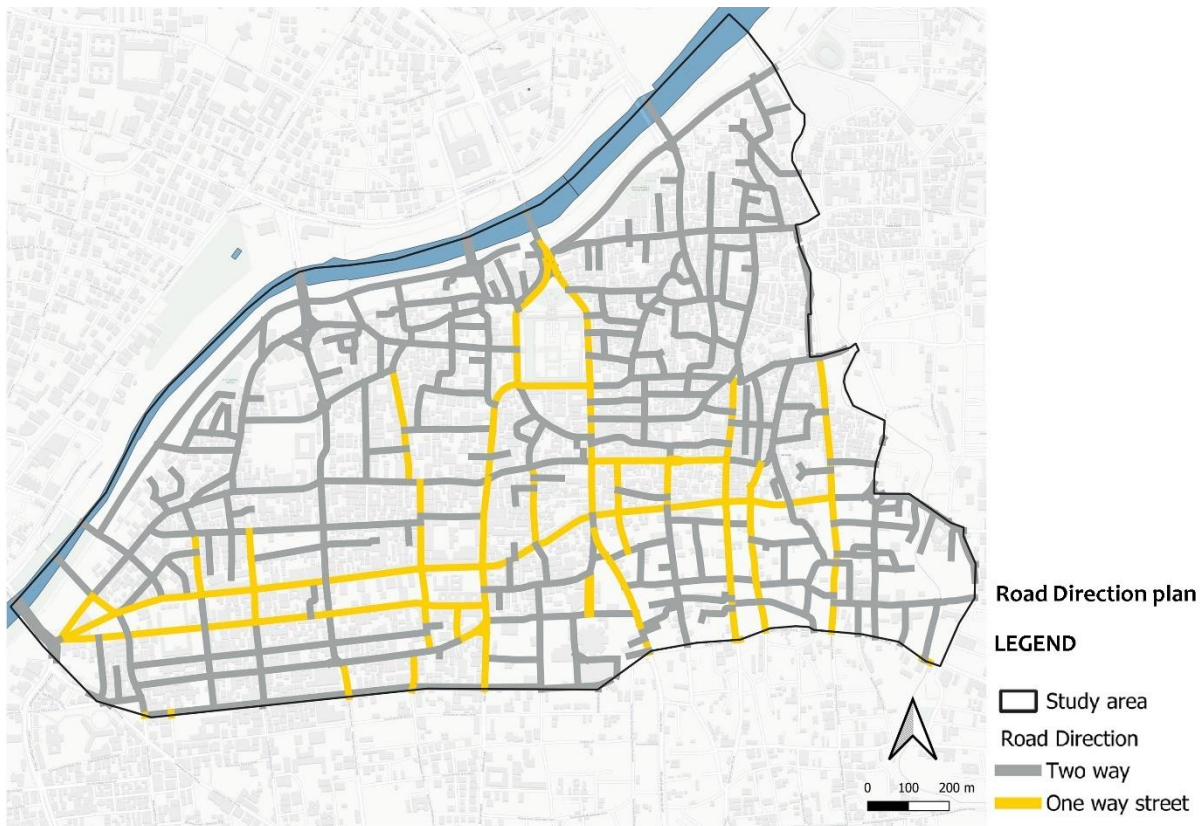 Road Direction plan
LEGEND
Study area
Road Direction
Two way
One way street
0 100 200 m